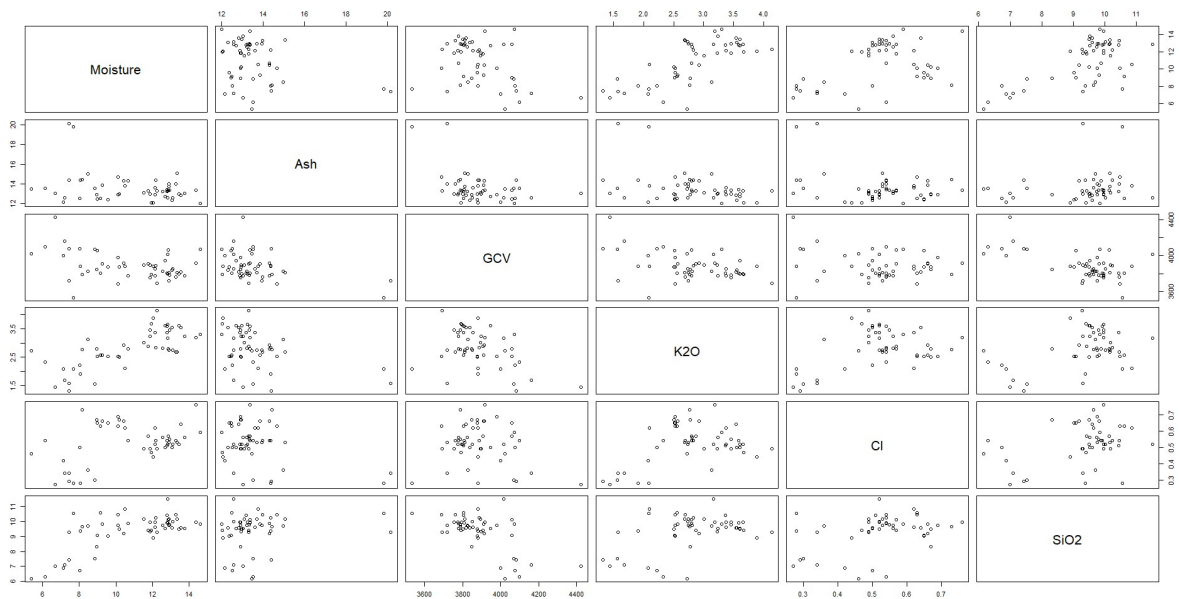 12 14 16 18 20 1.5 2.0 2.5 3.0 3.5 4.0 6 7 8 9 10 11
Moisture 6 8 10 12 14
12 14 16 18 20 Ash
GCV 3600 4000 4400
1.5 2.5 3.5 K2O
Cl 0.3 0.4 0.5 0.6 0.7
6 7 8 9 10 11 SiO2
6 8 10 12 14 3600 3800 4000 4200 4400 0.3 0.4 0.5 0.6 0.7